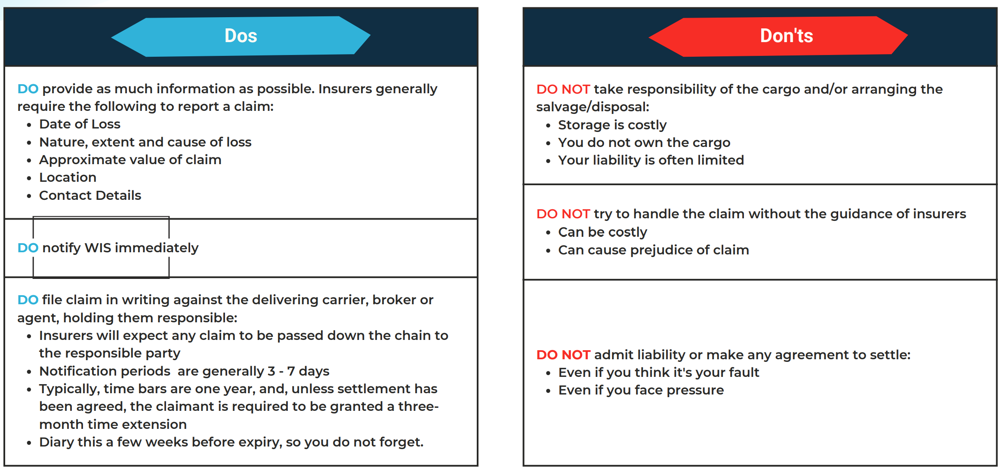 Dos
DO provide as much information as possible. Insurers generally
require the following to report a claim:
• Date of Loss
• Nature, extent and cause of loss
• Approximate value of claim
• Location
• Contact Details
DO notify WIS immediately
DO file claim in writing against the delivering carrier, broker or
agent, holding them responsible:
• Insurers will expect any claim to be passed down the chain to
the responsible party
• Notification periods  are generally 3 - 7 days
• Typically, time bars are one year, and, unless settlement has
been agreed, the claimant is required to be granted a three-
month time extension
• Diary this a few weeks before expiry, so you do not forget.
Don'ts
DO NOT take responsibility of the cargo and/or arranging the
salvage/disposal:
• Storage is costly
• You do not own the cargo
• Your liability is often limited
DO NOT try to handle the claim without the guidance of insurers
• Can be costly
• Can cause prejudice of claim
DO NOT admit liability or make any agreement to settle:
• Even if you think it's your fault
• Even if you face pressure